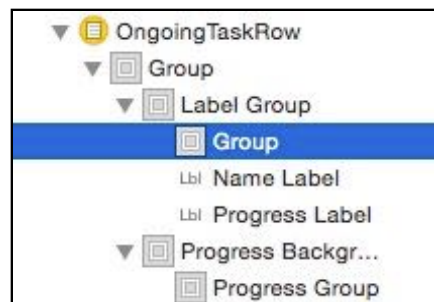 OngoingTaskRow
Group
Label Group
Group
Lbl Name Label
Lbl Progress Label
Progress Backgr...
Progress Group